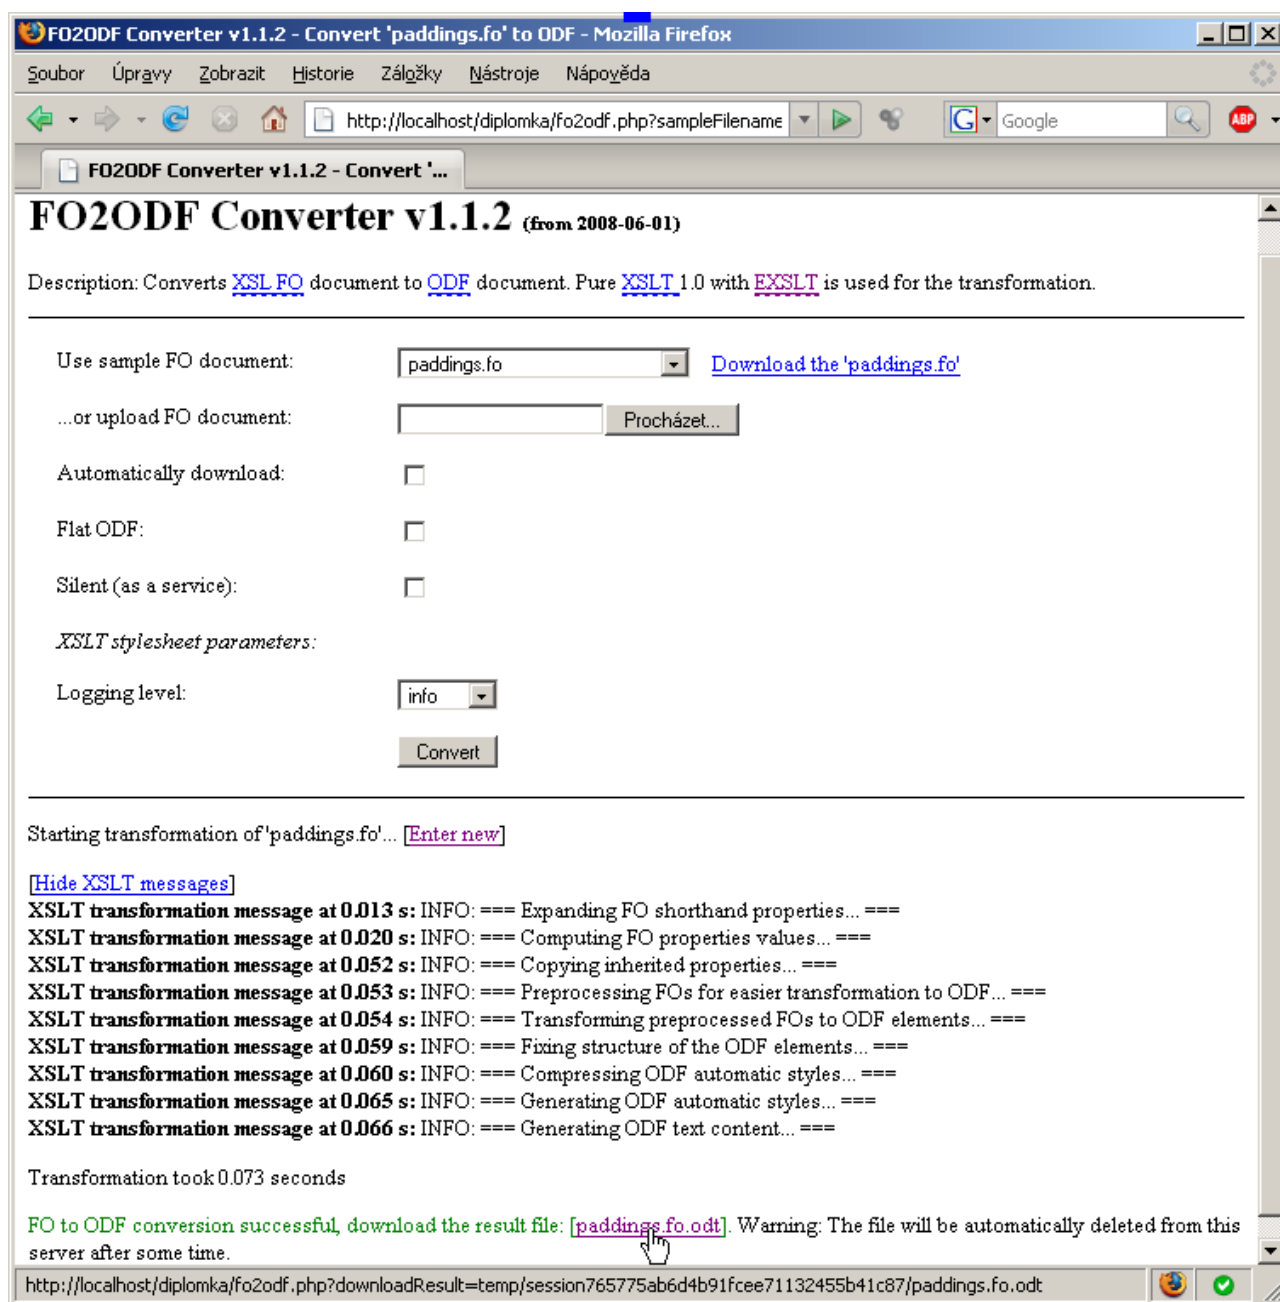 FO2ODF Converter v1.1.2 - Convert 'paddings.fo' to ODF - Mozilla Firefox
Soubor Úpravy Zobrazit Historie Záložky Nástroje Nápověda
http://localhost/diplomka/fo2odf.php?sampleFilename G Google ABP
FO2ODF Converter v1.1.2 - Convert '...
FO2ODF Converter v1.1.2 (from 2008-06-01)
Description: Converts XSL FO document to ODF document. Pure XSLT 1.0 with EXSLT is used for the transformation.
Use sample FO document: paddings.fo Download the 'paddings.fo'
...or upload FO document: Procházet...
Automatically download:
Flat ODF:
Silent (as a service):
XSLT stylesheet parameters:
Logging level: info
Convert
Starting transformation of 'paddings.fo'... [Enter new]
[Hide XSLT messages]
XSLT transformation message at 0.013 s: INFO: === Expanding FO shorthand properties... ===
XSLT transformation message at 0.020 s: INFO: === Computing FO properties values... ===
XSLT transformation message at 0.052 s: INFO: === Copying inherited properties... ===
XSLT transformation message at 0.053 s: INFO: === Preprocessing FOs for easier transformation to ODF... ===
XSLT transformation message at 0.054 s: INFO: === Transforming preprocessed FOs to ODF elements... ===
XSLT transformation message at 0.059 s: INFO: === Fixing structure of the ODF elements... ===
XSLT transformation message at 0.060 s: INFO: === Compressing ODF automatic styles... ===
XSLT transformation message at 0.065 s: INFO: === Generating ODF automatic styles... ===
XSLT transformation message at 0.066 s: INFO: === Generating ODF text content... ===
Transformation took 0.073 seconds
FO to ODF conversion successful, download the result file: [paddings.fo.odt]. Warning: The file will be automatically deleted from this
server after some time.
http://localhost/diplomka/fo2odf.php?downloadResult=temp/session765775ab6d4b91fcee71132455b41c87/paddings.fo.odt